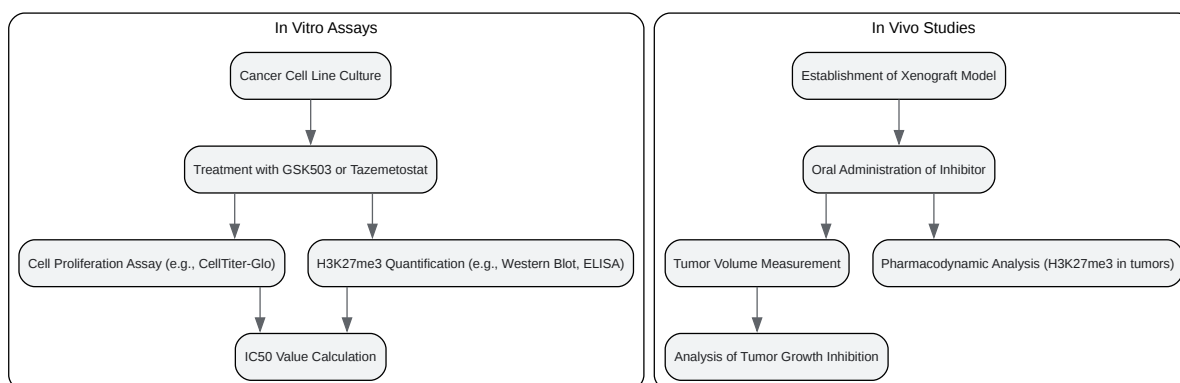 In Vitro Assays
Cancer Cell Line Culture
Treatment with GSK503 or Tazemetostat
Cell Proliferation Assay (e.g., CellTiter-Glo)
H3K27me3 Quantification (e.g., Western Blot, ELISA)
IC50 Value Calculation
In Vivo Studies
Establishment of Xenograft Model
Oral Administration of Inhibitor
Tumor Volume Measurement
Pharmacodynamic Analysis (H3K27me3 in tumors)
Analysis of Tumor Growth Inhibition